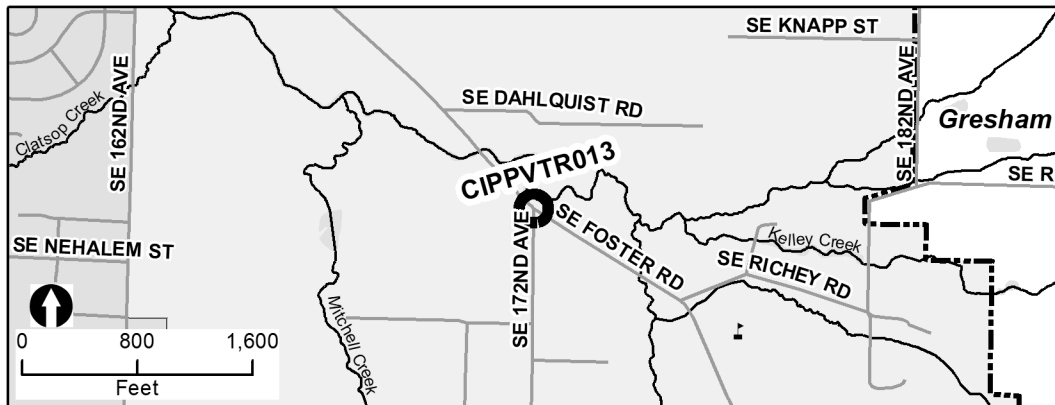 SE KNAPP ST
Clatsop Creek
SE 162ND AVE
SE DAHLQUIST RD
SE 182ND AVE
Gresham
CIPPVTR013
SE R
SE NEHALEM ST
SE 172ND AVE
SE FOSTER RD
Kelley Creek
SE RICHEY RD
Mitchell Creek
0 800 1,600
Feet